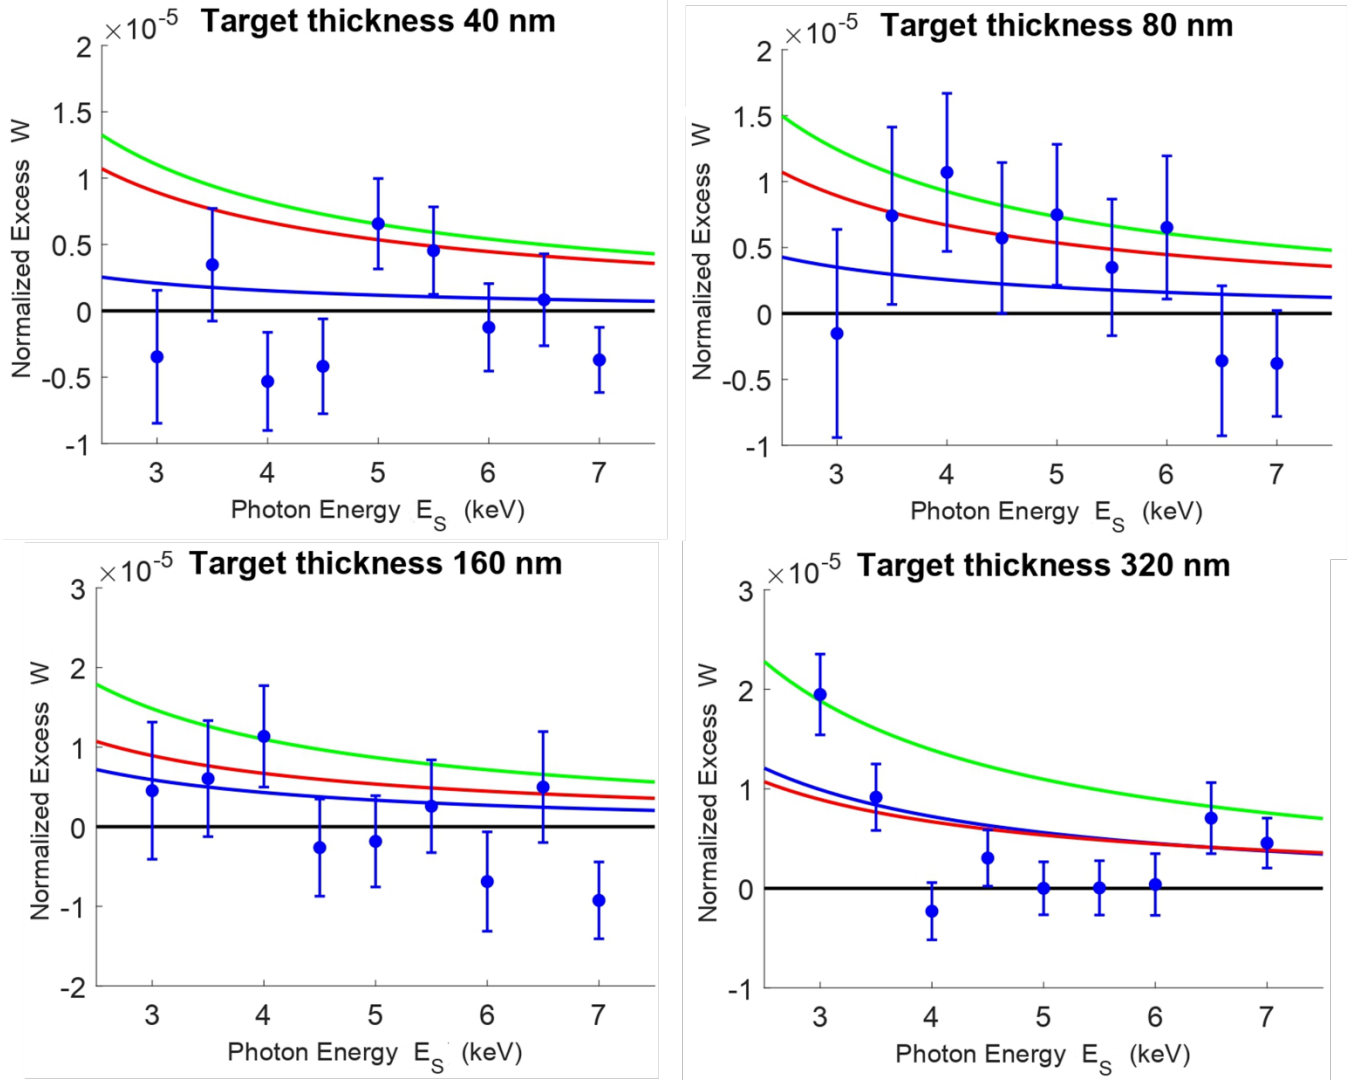 ×10⁻⁵ Target thickness 40 nm
2
1.5
1
0.5
0
-0.5
-1
Normalized Excess W
3 4 5 6 7
Photon Energy E_S (keV)
×10⁻⁵ Target thickness 80 nm
2
1.5
1
0.5
0
-0.5
-1
Normalized Excess W
3 4 5 6 7
Photon Energy E_S (keV)
×10⁻⁵ Target thickness 160 nm
3
2
1
0
-1
-2
Normalized Excess W
3 4 5 6 7
Photon Energy E_S (keV)
×10⁻⁵ Target thickness 320 nm
3
2
1
0
-1
Normalized Excess W
3 4 5 6 7
Photon Energy E_S (keV)